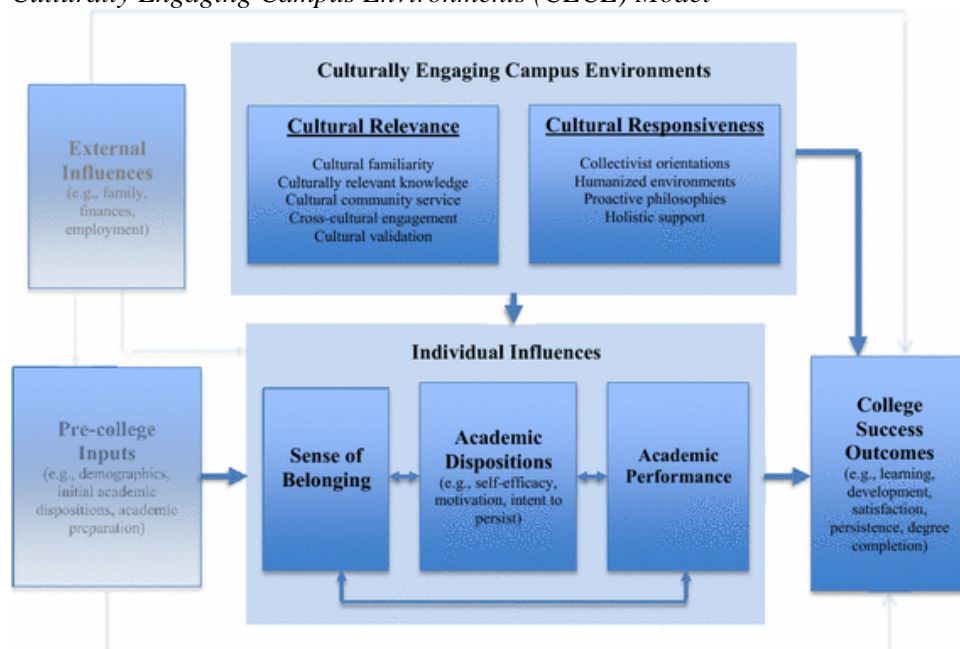 Culturally Engaging Campus Environments (CECE) Model
Culturally Engaging Campus Environments
External
Influences
(e.g., family,
finances,
employment)
Cultural Relevance
Cultural familiarity
Culturally relevant knowledge
Cultural community service
Cross-cultural engagement
Cultural validation
Cultural Responsiveness
Collectivist orientations
Humanized environments
Proactive philosophies
Holistic support
Pre-college
Inputs
(e.g., demographics,
initial academic
dispositions, academic
preparation)
Individual Influences
Sense of
Belonging
Academic
Dispositions
(e.g., self-efficacy,
motivation, intent to
persist)
Academic
Performance
College
Success
Outcomes
(e.g., learning,
development,
satisfaction,
persistence, degree
completion)